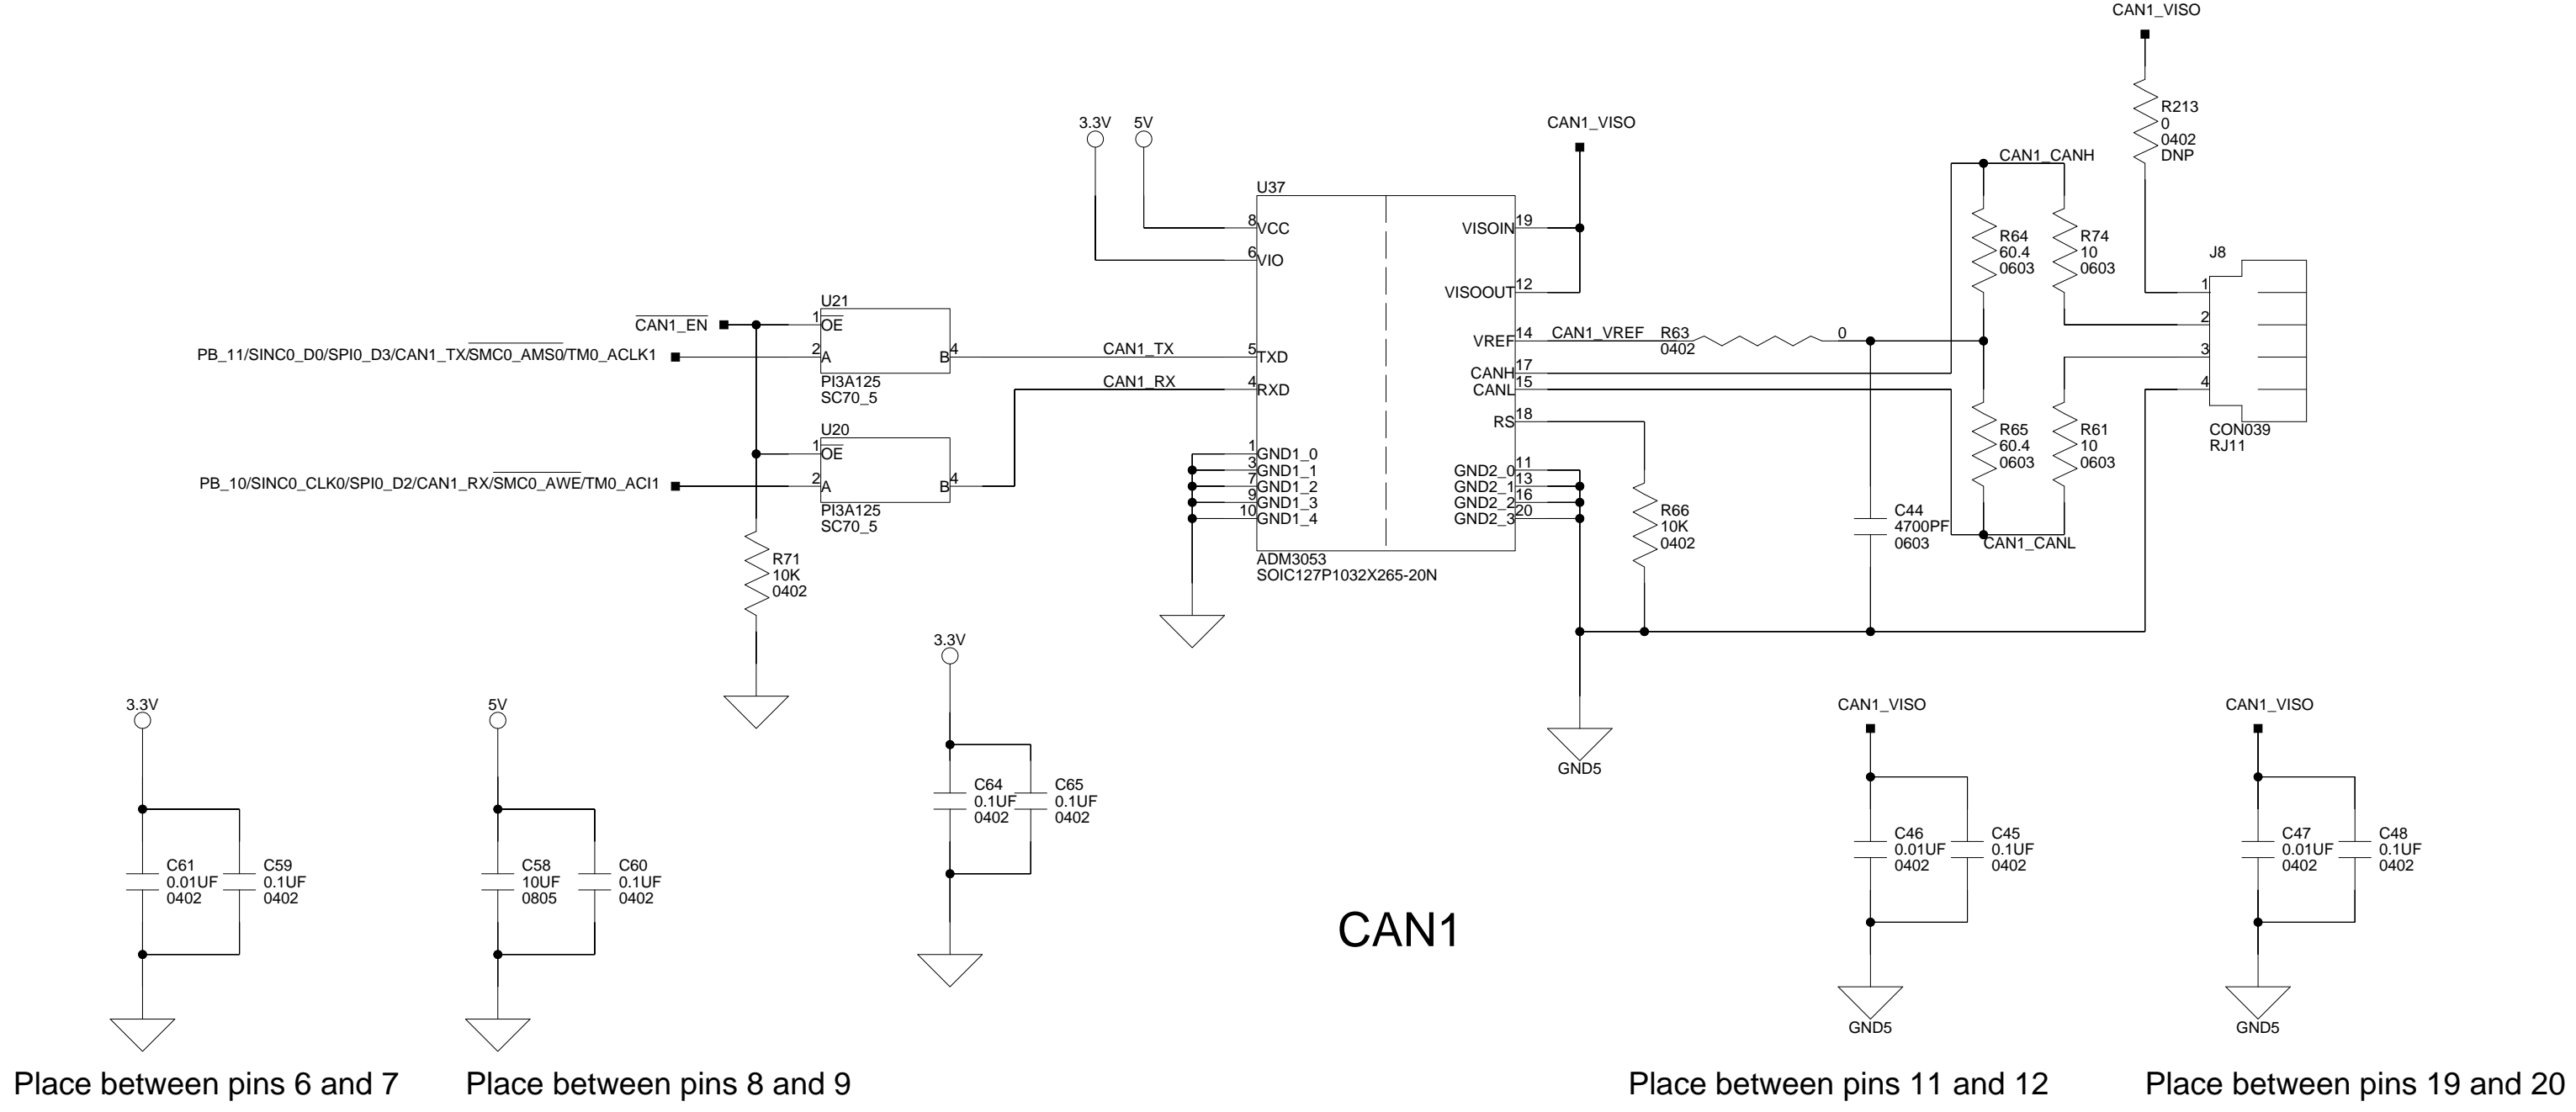 CAN1_VISO
R213
0
0402
DNP
3.3V
5V
CAN1_VISO
CAN1_CANH
U37
8
VCC
6
VIO
VISOIN
19
VISOOUT
12
R64
60.4
0603
R74
10
0603
J8
1
2
3
4
CON039
RJ11
U21
CAN1_EN
1
OE
PB_11/SINC0_D0/SPI0_D3/CAN1_TX/SMC0_AMS0/TM0_ACLK1
2
A
B
4
CAN1_TX
5
TXD
PI3A125
SC70_5
CAN1_RX
4
RXD
VREF
14
CAN1_VREF
R63
0402
0
CANH
17
CANL
15
RS
18
U20
1
OE
PB_10/SINC0_CLK0/SPI0_D2/CAN1_RX/SMC0_AWE/TM0_ACI1
2
A
B
4
PI3A125
SC70_5
1
GND1_0
3
GND1_1
7
GND1_2
9
GND1_3
10
GND1_4
GND2_0
11
GND2_1
13
GND2_2
16
GND2_3
20
ADM3053
SOIC127P1032X265-20N
R65
60.4
0603
R61
10
0603
CAN1_CANL
R66
10K
0402
C44
4700PF
0603
R71
10K
0402
GND5
3.3V
C61
0.01UF
0402
C59
0.1UF
0402
Place between pins 6 and 7
5V
C58
10UF
0805
C60
0.1UF
0402
Place between pins 8 and 9
3.3V
C64
0.1UF
0402
C65
0.1UF
0402
CAN1
CAN1_VISO
C46
0.01UF
0402
C45
0.1UF
0402
GND5
Place between pins 11 and 12
CAN1_VISO
C47
0.01UF
0402
C48
0.1UF
0402
GND5
Place between pins 19 and 20